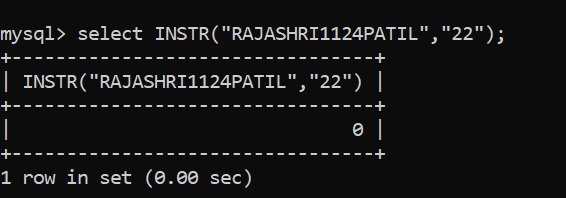 mysql> select INSTR("RAJASHRI1124PATIL","22");
+---------------------------------+
| INSTR("RAJASHRI1124PATIL","22") |
+---------------------------------+
|                               0 |
+---------------------------------+
1 row in set (0.00 sec)